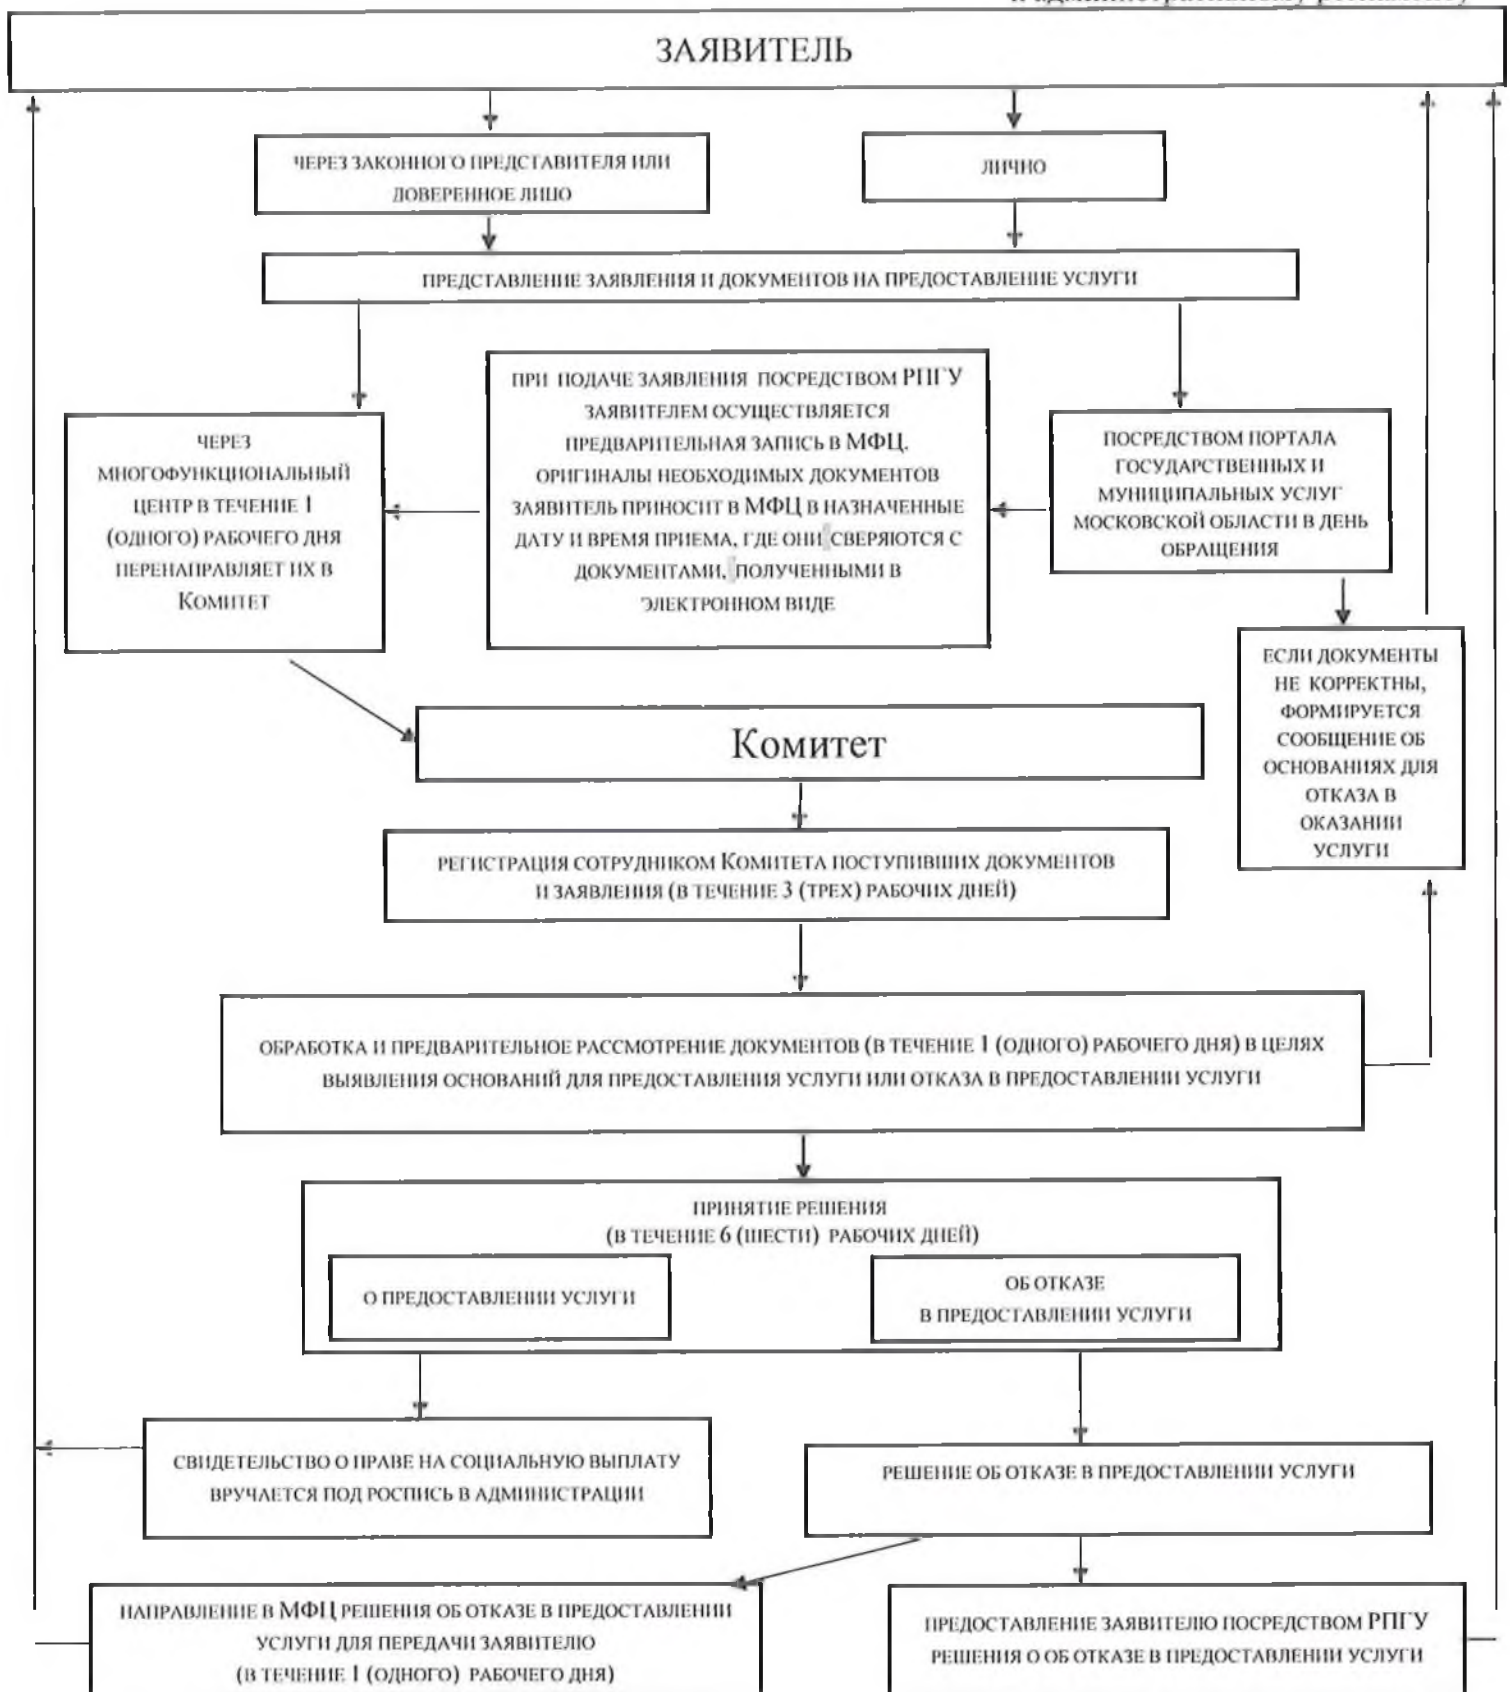 к административному регламенту
ЗАЯВИТЕЛЬ
ЧЕРЕЗ ЗАКОННОГО ПРЕДСТАВИТЕЛЯ ИЛИ
ДОВЕРЕННОЕ ЛИЦО
ЛИЧНО
ПРЕДСТАВЛЕНИЕ ЗАЯВЛЕНИЯ И ДОКУМЕНТОВ НА ПРЕДОСТАВЛЕНИЕ УСЛУГИ
ЧЕРЕЗ
МНОГОФУНКЦИОНАЛЬНЫЙ
ЦЕНТР В ТЕЧЕНИЕ 1
(ОДНОГО) РАБОЧЕГО ДНЯ
ПЕРЕНАПРАВЛЯЕТ ИХ В
КОМИТЕТ
ПРИ ПОДАЧЕ ЗАЯВЛЕНИЯ ПОСРЕДСТВОМ РПГУ
ЗАЯВИТЕЛЕМ ОСУЩЕСТВЛЯЕТСЯ
ПРЕДВАРИТЕЛЬНАЯ ЗАПИСЬ В МФЦ.
ОРИГИНАЛЫ НЕОБХОДИМЫХ ДОКУМЕНТОВ
ЗАЯВИТЕЛЬ ПРИНОСИТ В МФЦ В НАЗНАЧЕННЫЕ
ДАТУ И ВРЕМЯ ПРИЕМА, ГДЕ ОНИ СВЕРЯЮТСЯ С
ДОКУМЕНТАМИ, ПОЛУЧЕННЫМИ В
ЭЛЕКТРОННОМ ВИДЕ
ПОСРЕДСТВОМ ПОРТАЛА
ГОСУДАРСТВЕННЫХ И
МУНИЦИПАЛЬНЫХ УСЛУГ
МОСКОВСКОЙ ОБЛАСТИ В ДЕНЬ
ОБРАЩЕНИЯ
ЕСЛИ ДОКУМЕНТЫ
НЕ КОРРЕКТНЫ,
ФОРМИРУЕТСЯ
СООБЩЕНИЕ ОБ
ОСНОВАНИЯХ ДЛЯ
ОТКАЗА В
ОКАЗАНИИ
УСЛУГИ
Комитет
РЕГИСТРАЦИЯ СОТРУДНИКОМ КОМИТЕТА ПОСТУПИВШИХ ДОКУМЕНТОВ
И ЗАЯВЛЕНИЯ (В ТЕЧЕНИЕ 3 (ТРЕХ) РАБОЧИХ ДНЕЙ)
ОБРАБОТКА И ПРЕДВАРИТЕЛЬНОЕ РАССМОТРЕНИЕ ДОКУМЕНТОВ (В ТЕЧЕНИЕ 1 (ОДНОГО) РАБОЧЕГО ДНЯ) В ЦЕЛЯХ
ВЫЯВЛЕНИЯ ОСНОВАНИЙ ДЛЯ ПРЕДОСТАВЛЕНИЯ УСЛУГИ ИЛИ ОТКАЗА В ПРЕДОСТАВЛЕНИИ УСЛУГИ
ПРИНЯТИЕ РЕШЕНИЯ
(В ТЕЧЕНИЕ 6 (ШЕСТИ) РАБОЧИХ ДНЕЙ)
О ПРЕДОСТАВЛЕНИИ УСЛУГИ
ОБ ОТКАЗЕ
В ПРЕДОСТАВЛЕНИИ УСЛУГИ
СВИДЕТЕЛЬСТВО О ПРАВЕ НА СОЦИАЛЬНУЮ ВЫПЛАТУ
ВРУЧАЕТСЯ ПОД РОСПИСЬ В АДМИНИСТРАЦИИ
РЕШЕНИЕ ОБ ОТКАЗЕ В ПРЕДОСТАВЛЕНИИ УСЛУГИ
НАПРАВЛЕНИЕ В МФЦ РЕШЕНИЯ ОБ ОТКАЗЕ В ПРЕДОСТАВЛЕНИИ
УСЛУГИ ДЛЯ ПЕРЕДАЧИ ЗАЯВИТЕЛЮ
(В ТЕЧЕНИЕ 1 (ОДНОГО) РАБОЧЕГО ДНЯ)
ПРЕДОСТАВЛЕНИЕ ЗАЯВИТЕЛЮ ПОСРЕДСТВОМ РПГУ
РЕШЕНИЯ О ОБ ОТКАЗЕ В ПРЕДОСТАВЛЕНИИ УСЛУГИ